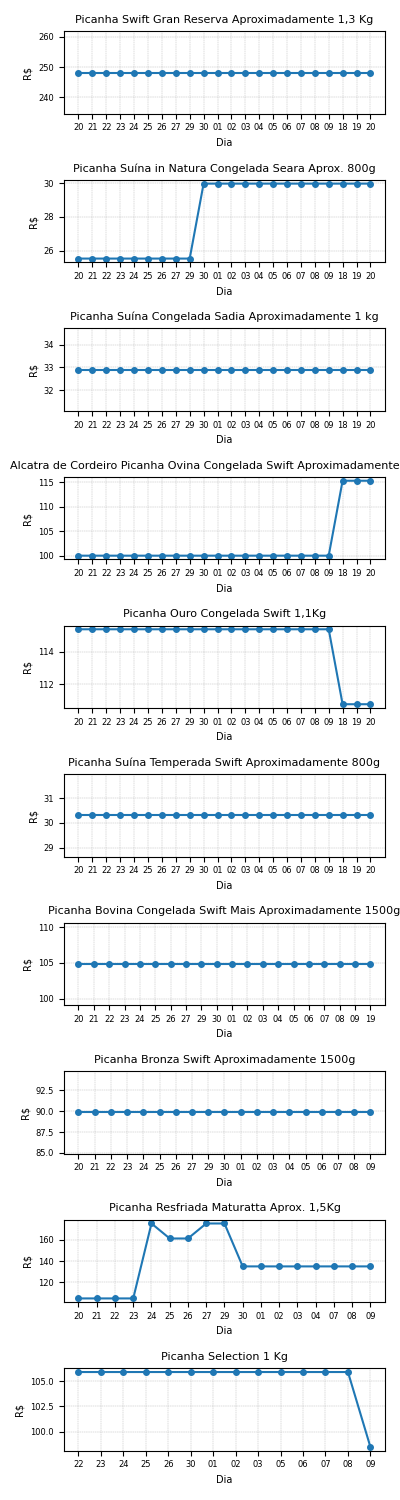 Picanha Swift Gran Reserva Aproximadamente 1,3 Kg
260
250
240
R$
20 21 22 23 24 25 26 27 29 30 01 02 03 04 05 06 07 08 09 18 19 20
Dia
Picanha Suína in Natura Congelada Seara Aprox. 800g
30
28
26
R$
20 21 22 23 24 25 26 27 29 30 01 02 03 04 05 06 07 08 09 18 19 20
Dia
Picanha Suína Congelada Sadia Aproximadamente 1 kg
34
33
32
R$
20 21 22 23 24 25 26 27 29 30 01 02 03 04 05 06 07 08 09 18 19 20
Dia
Alcatra de Cordeiro Picanha Ovina Congelada Swift Aproximadamente
115
110
105
100
R$
20 21 22 23 24 25 26 27 29 30 01 02 03 04 05 06 07 08 09 18 19 20
Dia
Picanha Ouro Congelada Swift 1,1Kg
114
112
R$
20 21 22 23 24 25 26 27 29 30 01 02 03 04 05 06 07 08 09 18 19 20
Dia
Picanha Suína Temperada Swift Aproximadamente 800g
31
30
29
R$
20 21 22 23 24 25 26 27 29 30 01 02 03 04 05 06 07 08 09 18 19 20
Dia
Picanha Bovina Congelada Swift Mais Aproximadamente 1500g
110
105
100
R$
20 21 22 23 24 25 26 27 29 30 01 02 03 04 05 06 07 08 09 19
Dia
Picanha Bronza Swift Aproximadamente 1500g
92.5
90.0
87.5
85.0
R$
20 21 22 23 24 25 26 27 29 30 01 02 03 04 05 06 07 08 09
Dia
Picanha Resfriada Maturatta Aprox. 1,5Kg
160
140
120
R$
20 21 22 23 24 25 26 27 29 30 01 02 04 05 07 08 09
Dia
Picanha Selection 1 Kg
105.0
102.5
100.0
R$
22 23 24 25 26 30 01 02 03 05 06 07 08 09
Dia